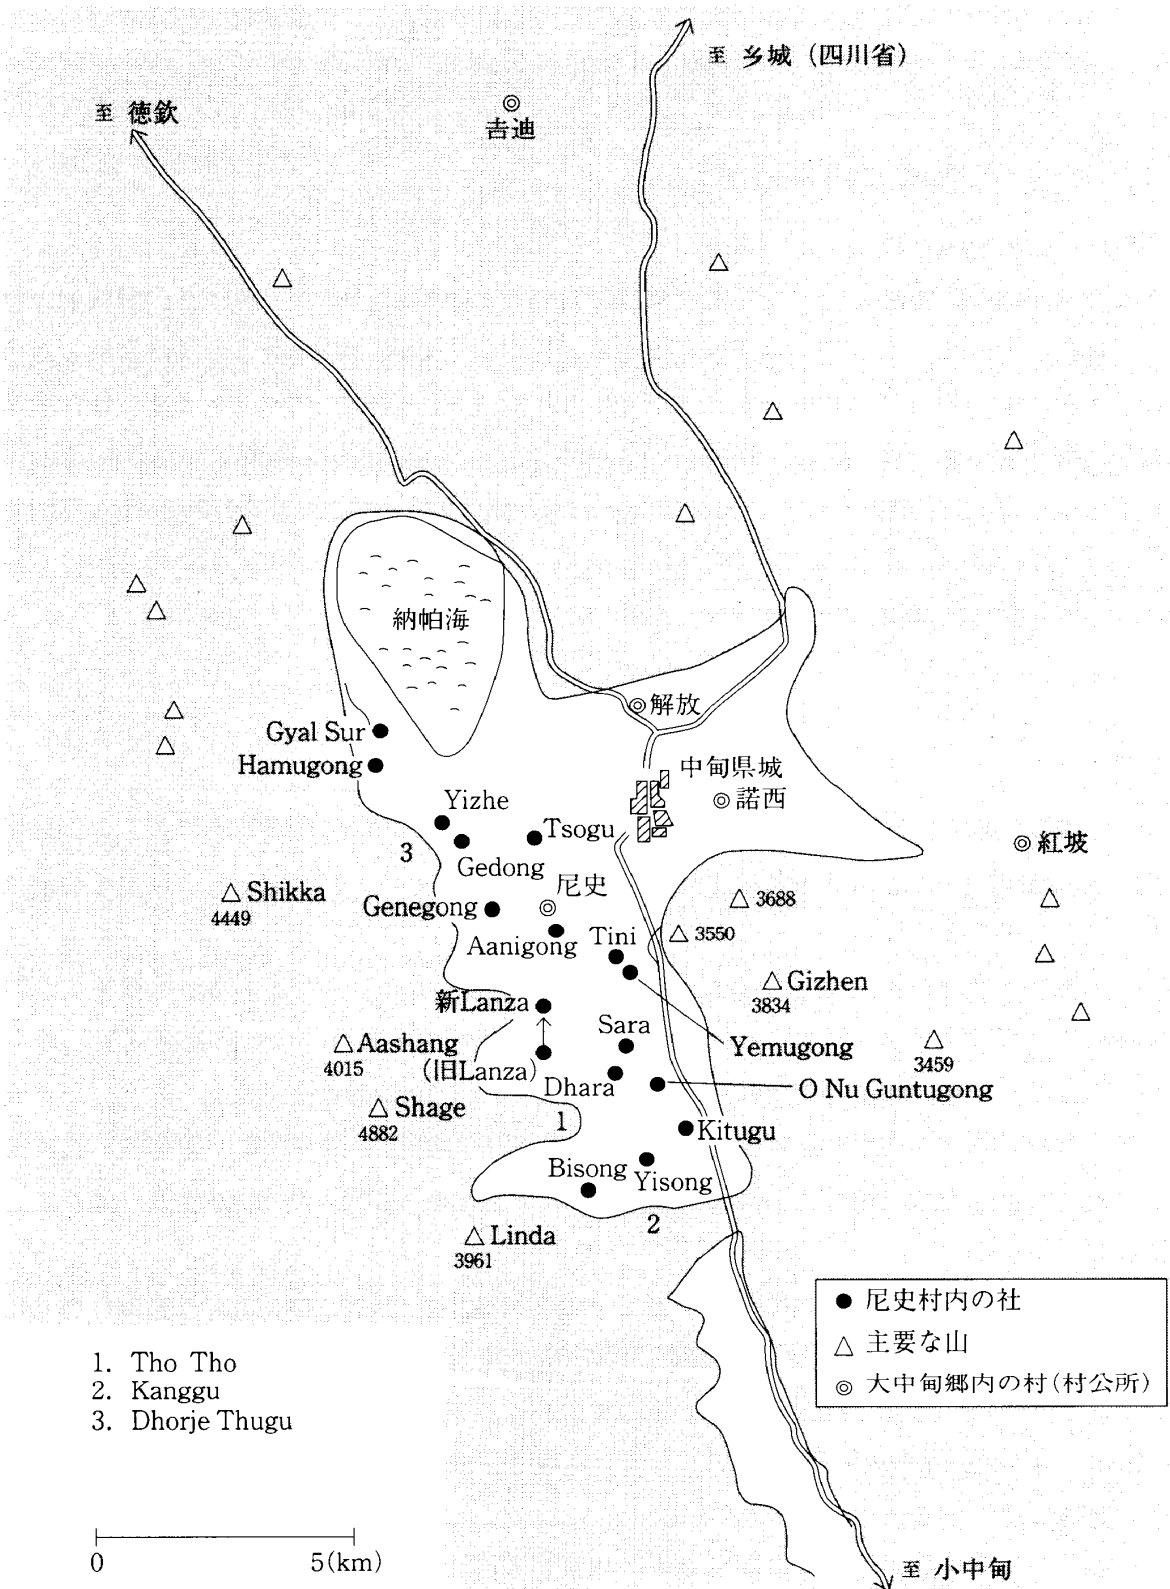 至 乡城 (四川省)
至 徳欽
吉迪
納帕海
解放
Gyal Sur
Hamugong
中甸県城
諾西
Yizhe
Tsogu
紅坡
3
Gedong
尼史
Shikka
4449
3688
Genegong
Aanigong
Tini
3550
Gizhen
3834
新Lanza
Sara
Yemugong
Aashang
4015
(旧Lanza)
3459
Dhara
O Nu Guntugong
Shage
4882
1
Kitugu
Bisong
Yisong
2
Linda
3961
● 尼史村内の社
△ 主要な山
◎ 大中甸郷内の村(村公所)
1. Tho Tho
2. Kanggu
3. Dhorje Thugu
0 5(km)
至 小中甸